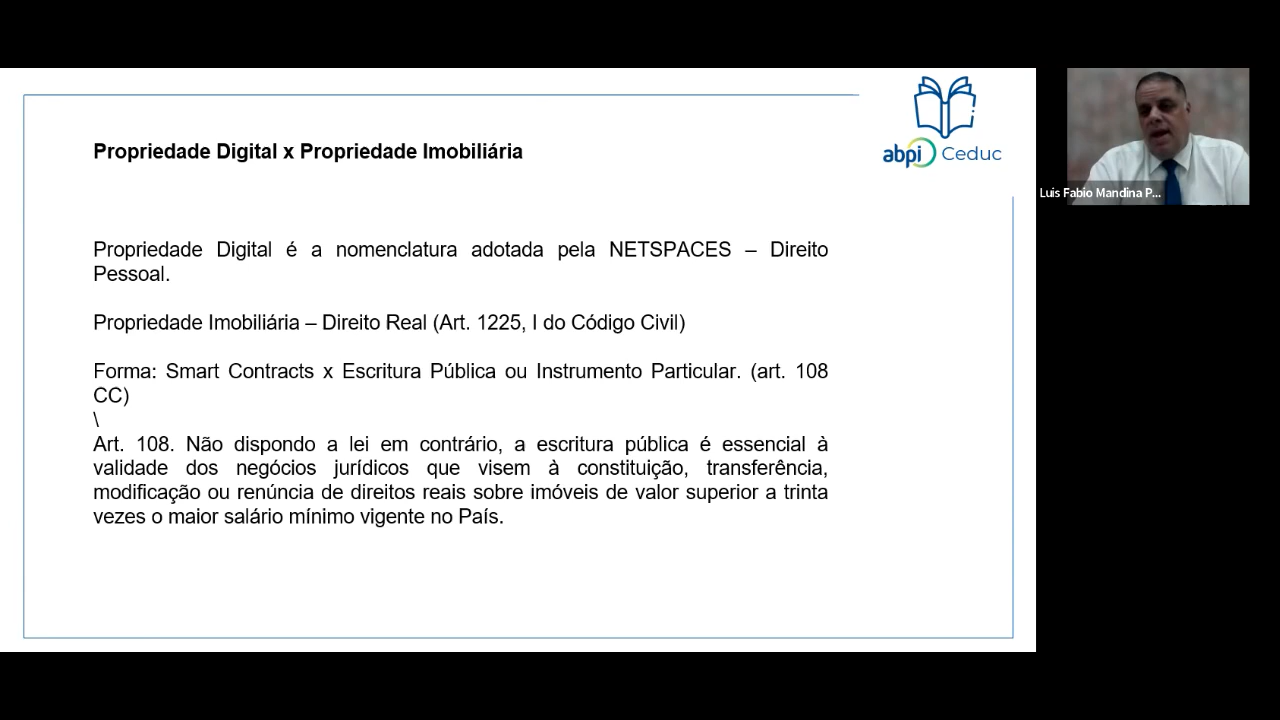 abpi Ceduc
Propriedade Digital x Propriedade Imobiliária
Luis Fabio Mandina P...
Propriedade Digital é a nomenclatura adotada pela NETSPACES – Direito
Pessoal.
Propriedade Imobiliária – Direito Real (Art. 1225, I do Código Civil)
Forma: Smart Contracts x Escritura Pública ou Instrumento Particular. (art. 108
CC)
\
Art. 108. Não dispondo a lei em contrário, a escritura pública é essencial à
validade dos negócios jurídicos que visem à constituição, transferência,
modificação ou renúncia de direitos reais sobre imóveis de valor superior a trinta
vezes o maior salário mínimo vigente no País.